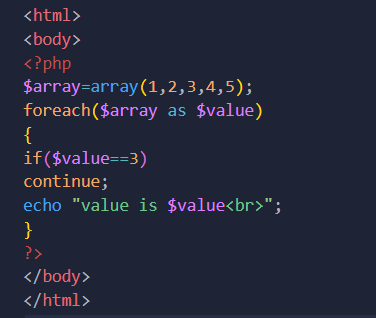 <html>
<body>
<?php
$array=array(1,2,3,4,5);
foreach($array as $value)
{
if($value==3)
continue;
echo "value is $value<br>";
}
?>
</body>
</html>